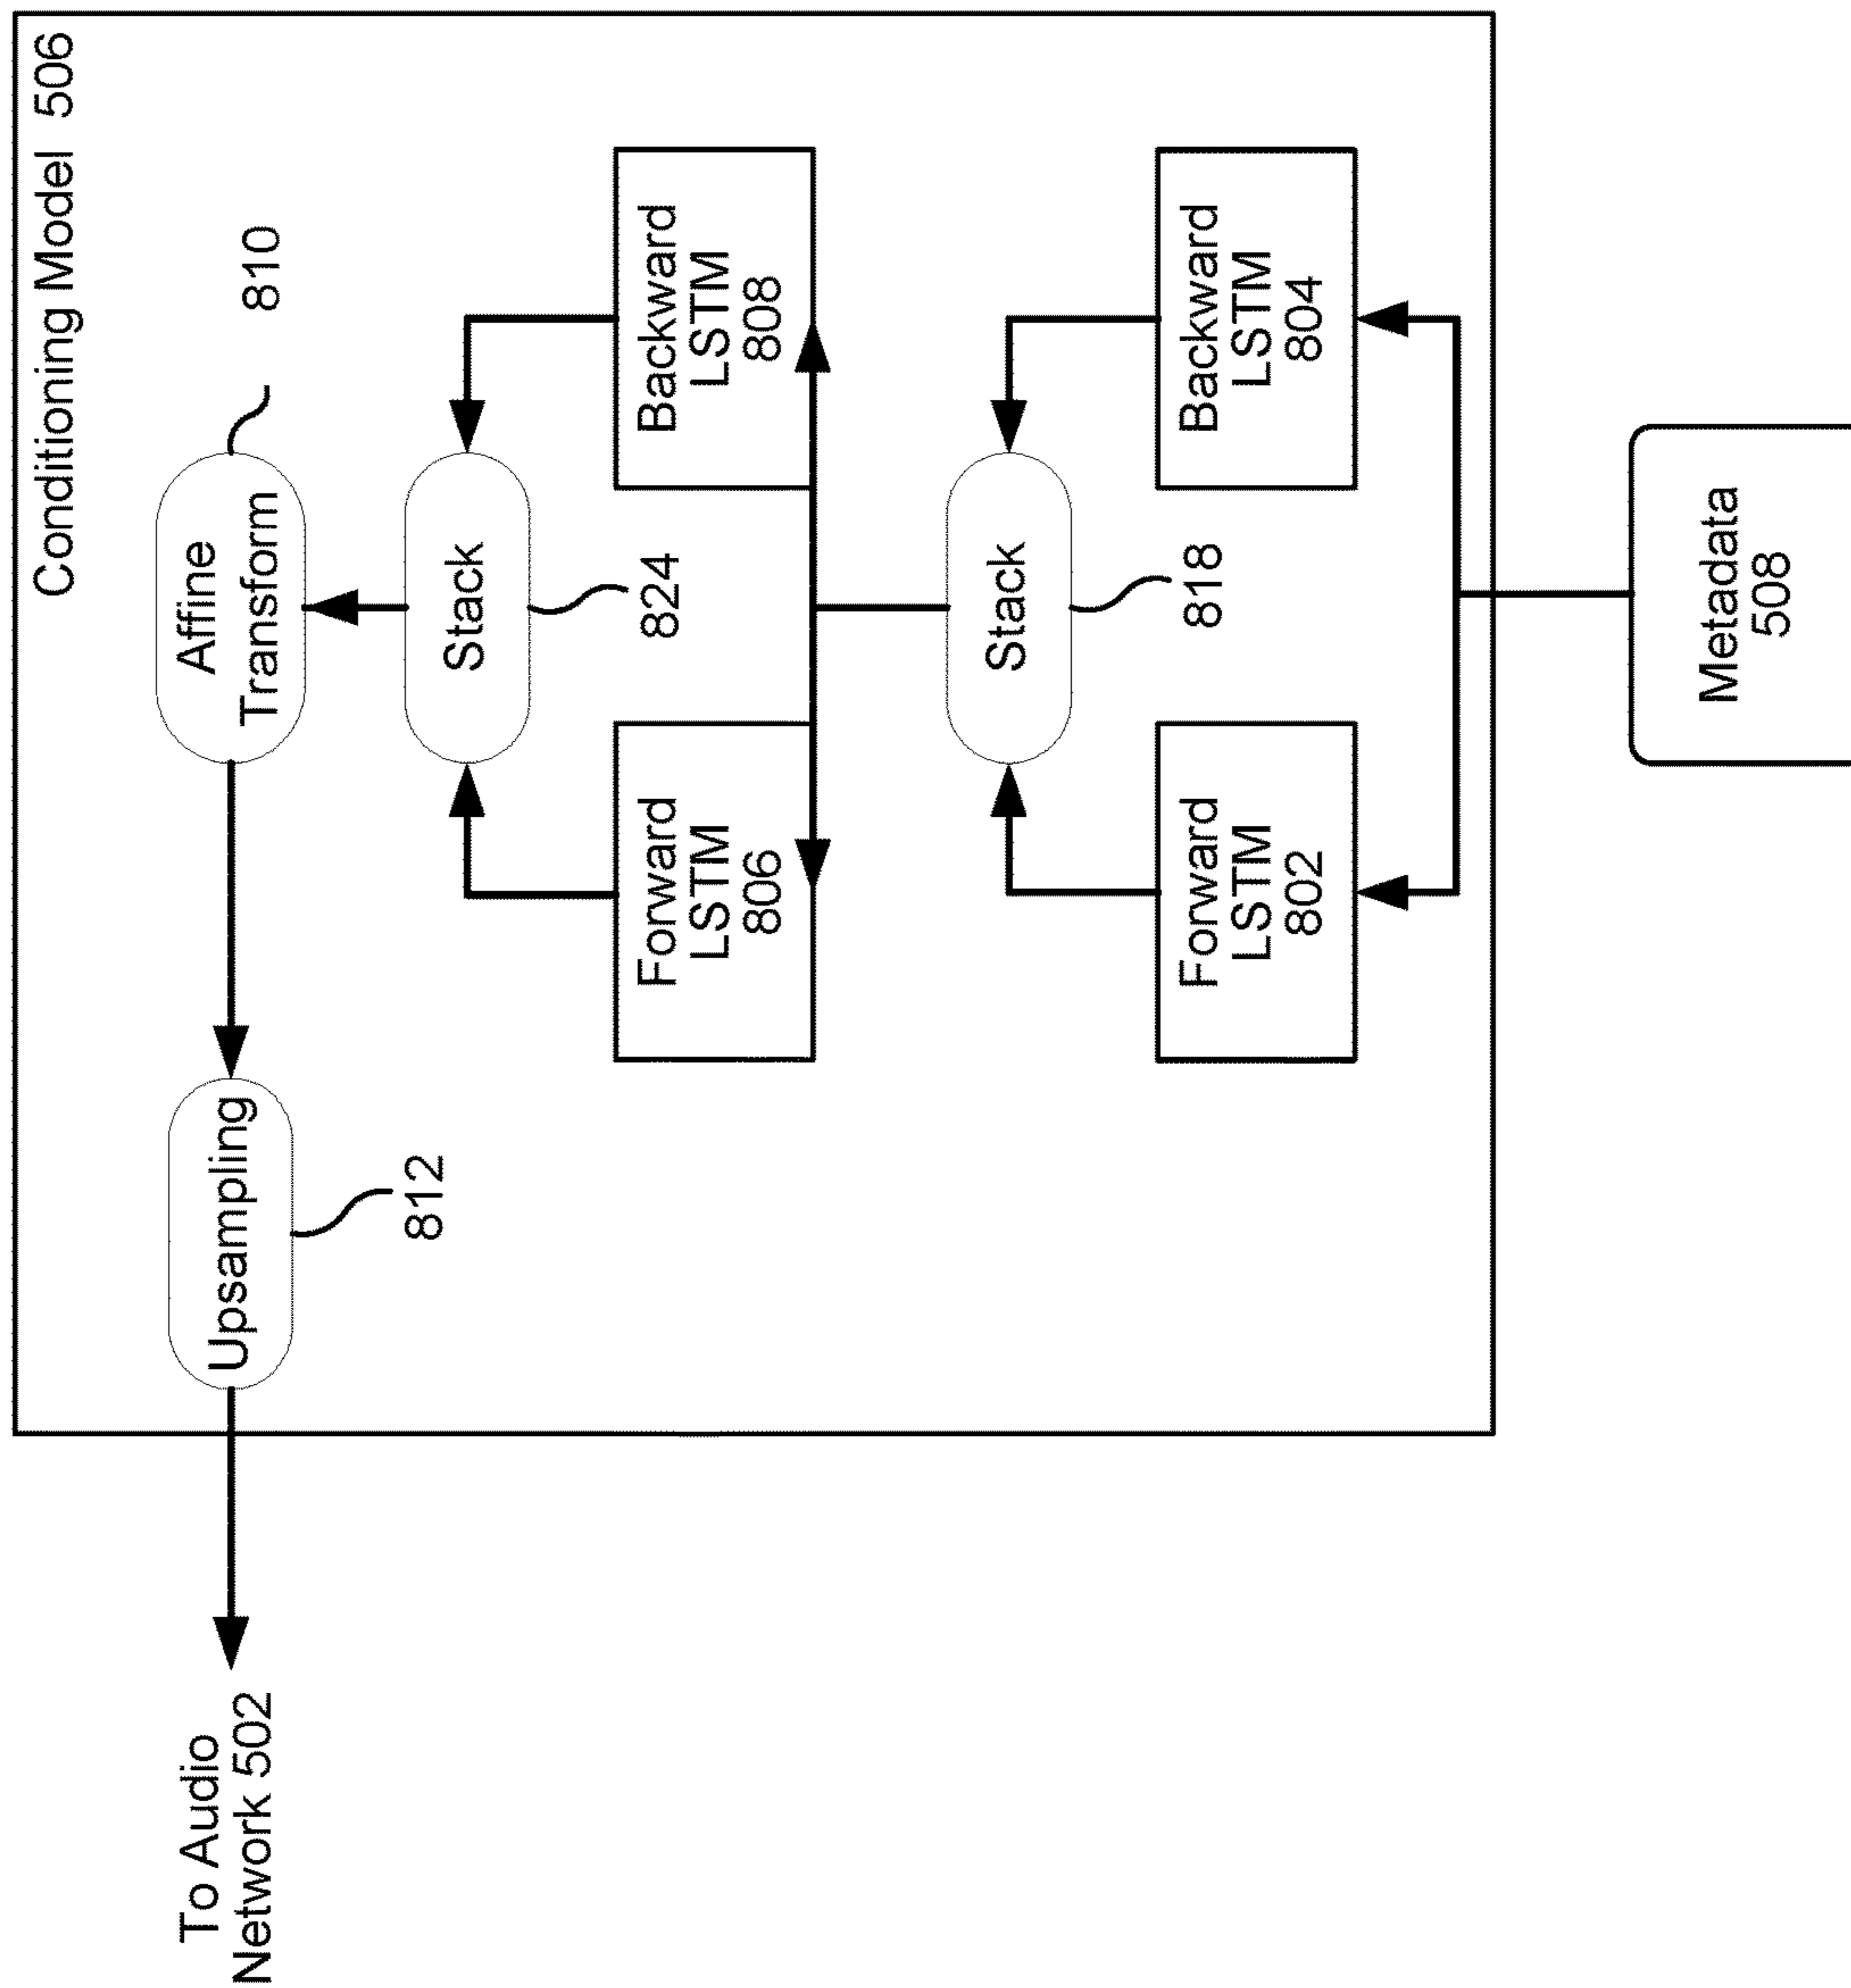 Conditioning Model 506
810
Affine
Transform
Upsampling
812
To Audio
Network 502
Stack
824
Forward
LSTM
806
Backward
LSTM
808
Stack
818
Forward
LSTM
802
Backward
LSTM
804
Metadata
508